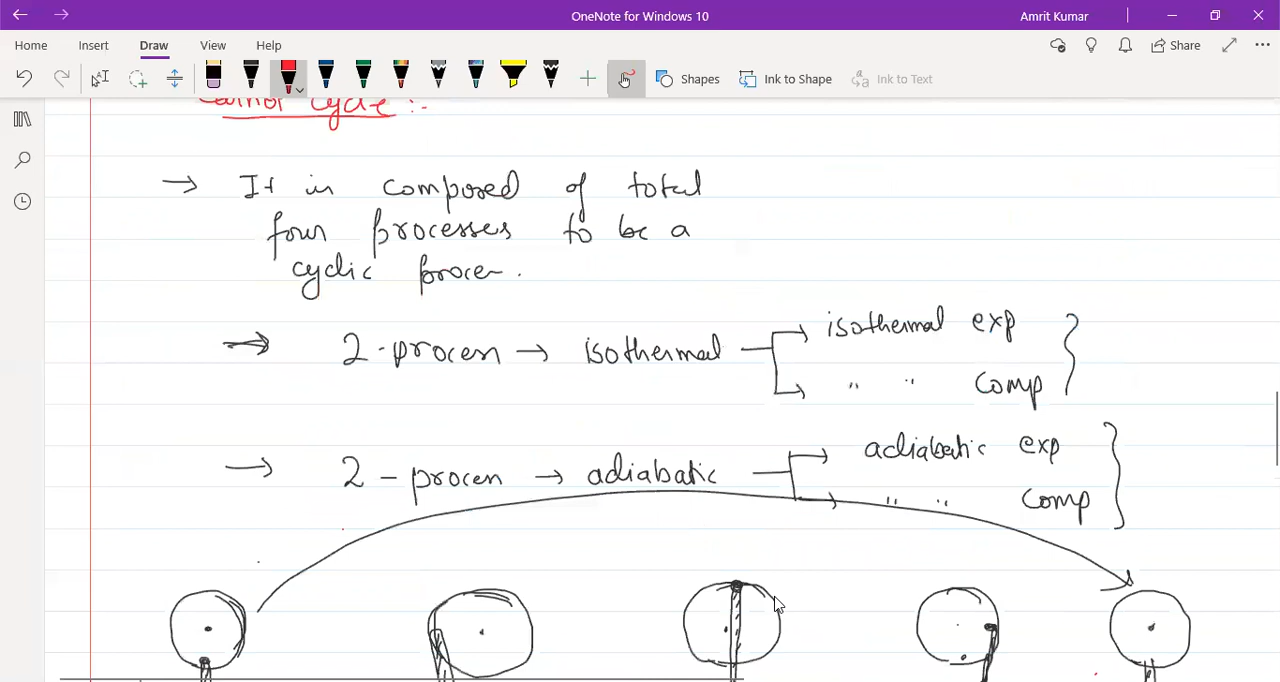 OneNote for Windows 10
Amrit Kumar
Home Insert Draw View Help
Share
Shapes
Ink to Shape
Ink to Text
Carnot Cycle :-
→ It is composed of total
four processes to be a
cyclic process.
→ 2-process → isothermal → isothermal exp
→ " " comp
→ 2-process → adiabatic → adiabatic exp
→ " " comp